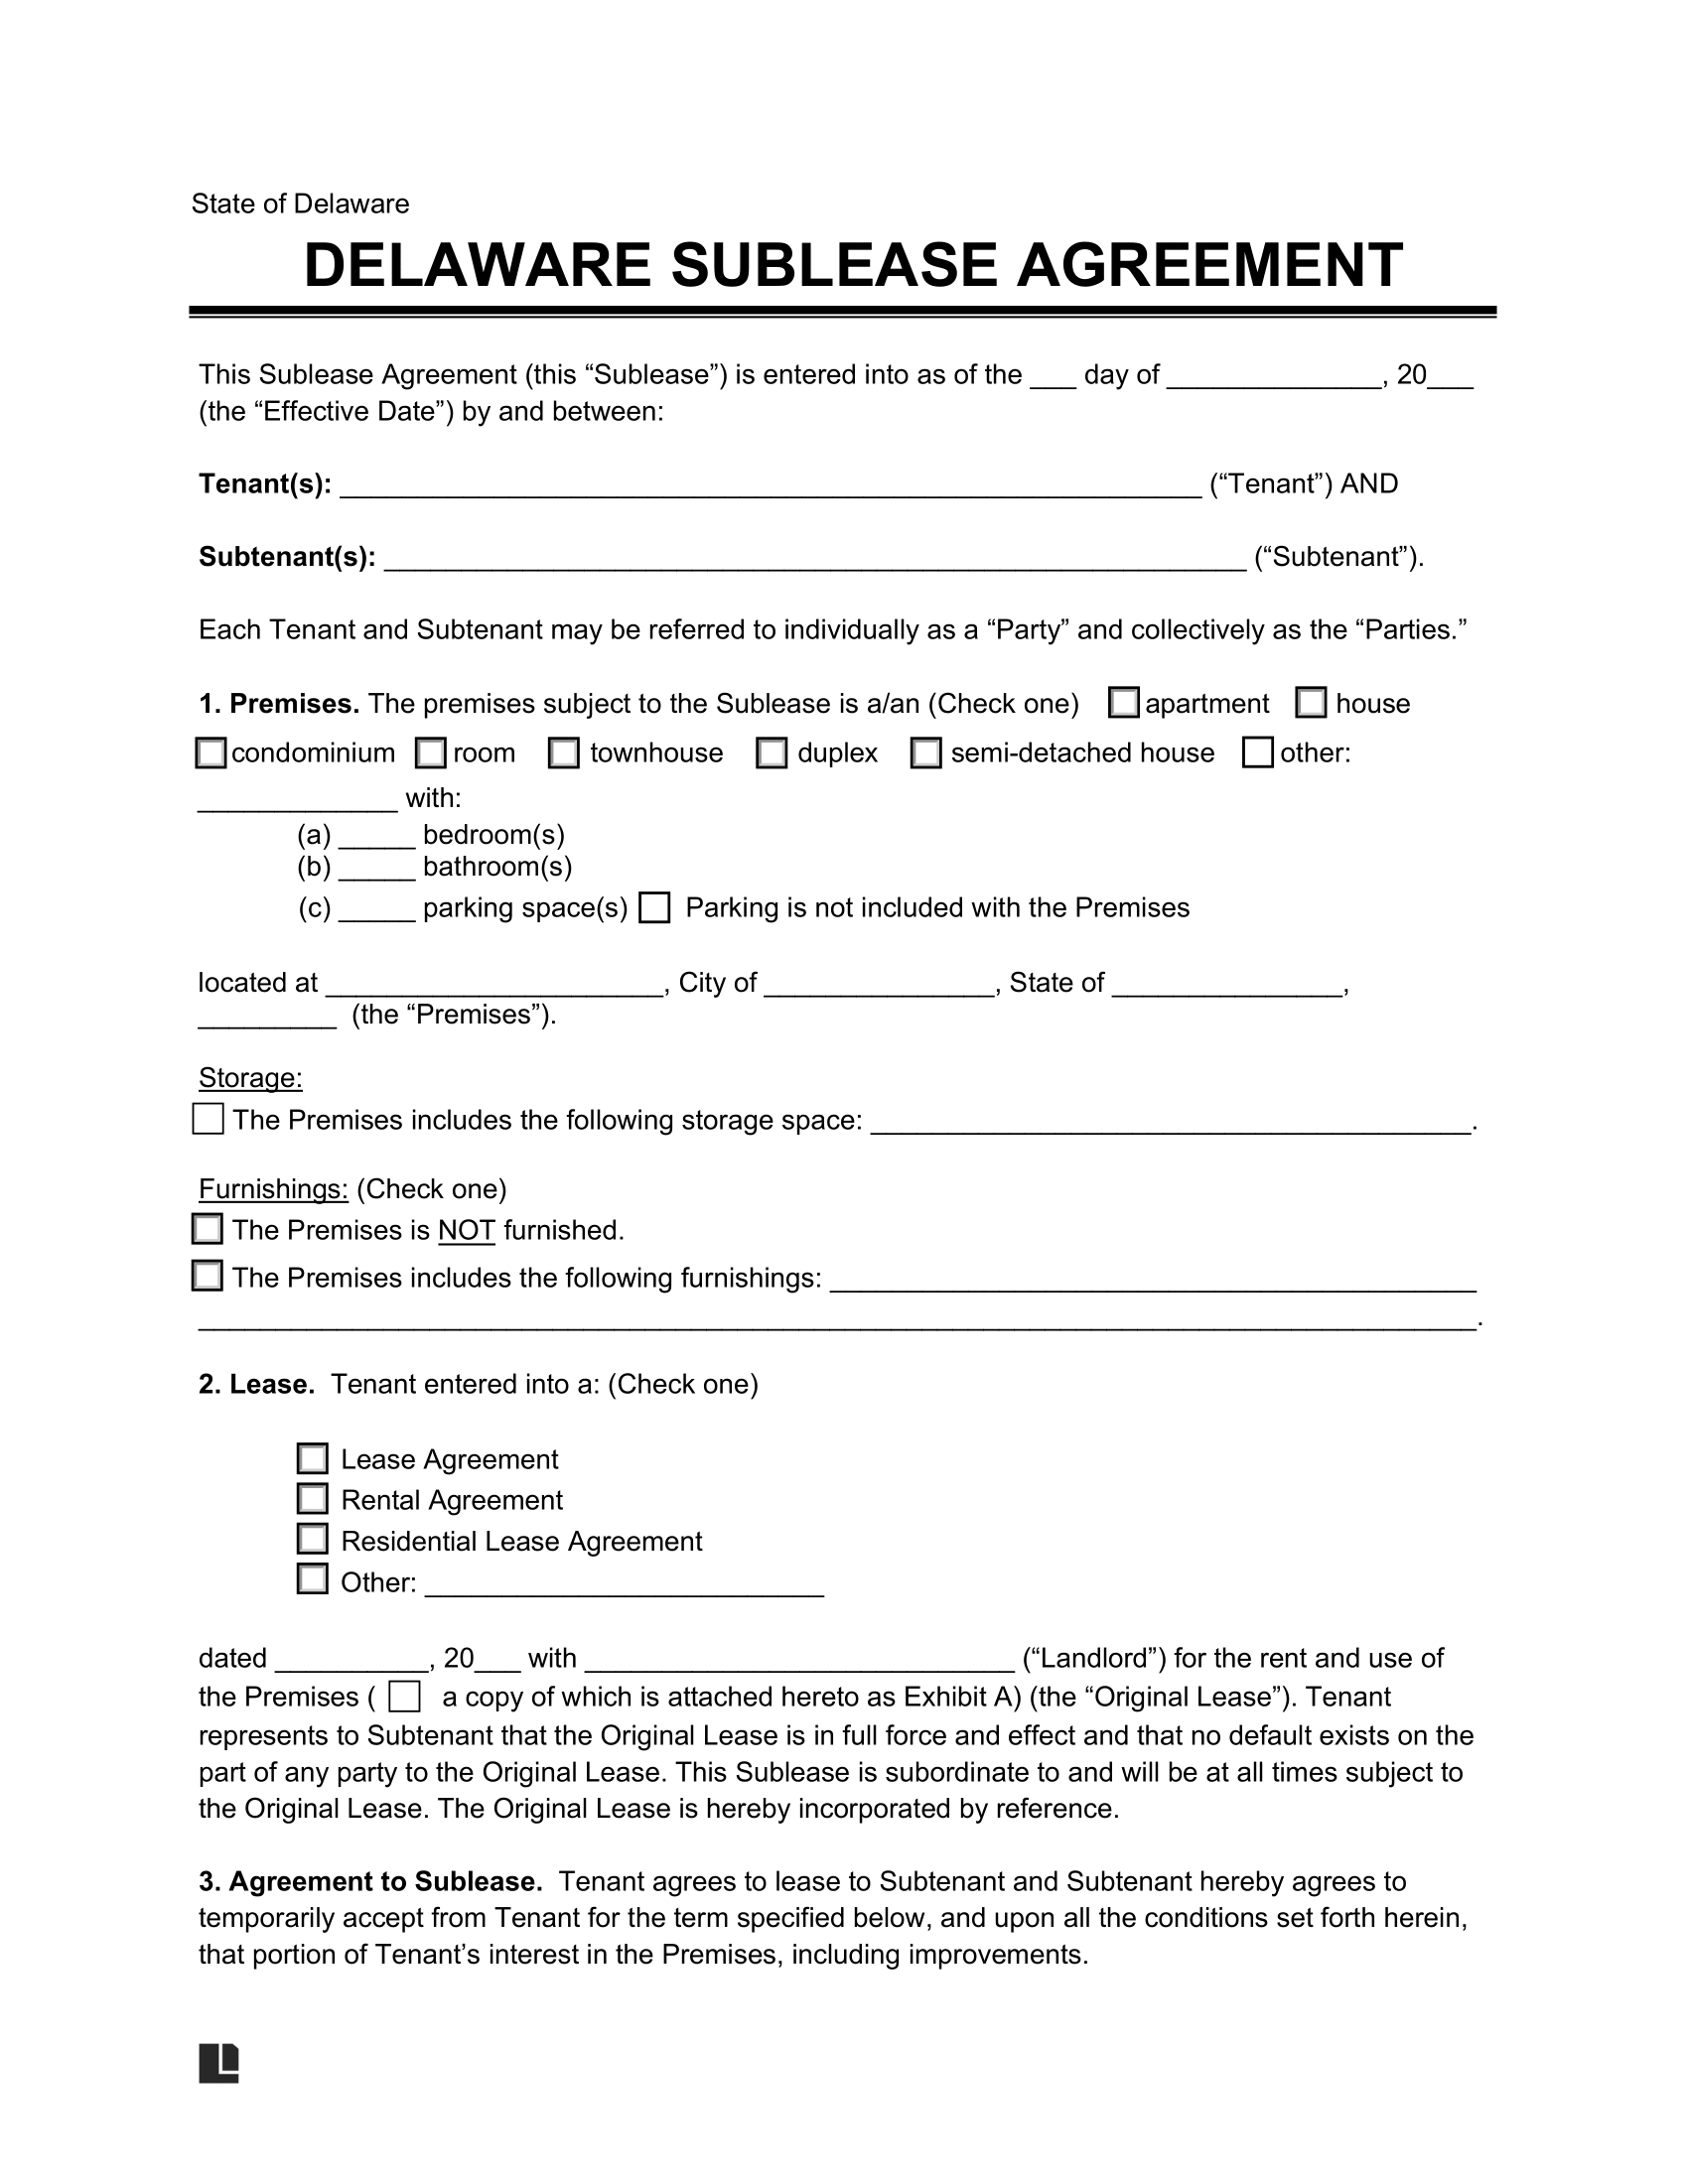 State of Delaware
DELAWARE SUBLEASE AGREEMENT
This Sublease Agreement (this “Sublease”) is entered into as of the ___ day of ______________, 20___
(the “Effective Date”) by and between:
Tenant(s): ________________________________________________________ (“Tenant”) AND
Subtenant(s): ________________________________________________________ (“Subtenant”).
Each Tenant and Subtenant may be referred to individually as a “Party” and collectively as the “Parties.”
1. Premises. The premises subject to the Sublease is a/an (Check one) ☐ apartment ☐ house
☐ condominium ☐ room ☐ townhouse ☐ duplex ☐ semi-detached house ☐ other:
_____________ with:
(a) _____ bedroom(s)
(b) _____ bathroom(s)
(c) _____ parking space(s) ☐ Parking is not included with the Premises
located at ______________________, City of _______________, State of _______________,
_________ (the “Premises”).
Storage:
☐ The Premises includes the following storage space: _______________________________________.
Furnishings: (Check one)
☐ The Premises is NOT furnished.
☐ The Premises includes the following furnishings: __________________________________________
___________________________________________________________________________________.
2. Lease. Tenant entered into a: (Check one)
☐ Lease Agreement
☐ Rental Agreement
☐ Residential Lease Agreement
☐ Other: __________________________
dated __________, 20___ with ____________________________ (“Landlord”) for the rent and use of
the Premises ( ☐ a copy of which is attached hereto as Exhibit A) (the “Original Lease”). Tenant
represents to Subtenant that the Original Lease is in full force and effect and that no default exists on the
part of any party to the Original Lease. This Sublease is subordinate to and will be at all times subject to
the Original Lease. The Original Lease is hereby incorporated by reference.
3. Agreement to Sublease. Tenant agrees to lease to Subtenant and Subtenant hereby agrees to
temporarily accept from Tenant for the term specified below, and upon all the conditions set forth herein,
that portion of Tenant’s interest in the Premises, including improvements.